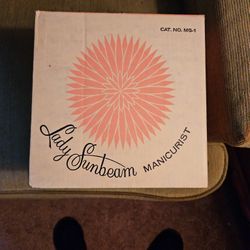 CAT. NO. MS-1
Lady Sunbeam
MANICURIST